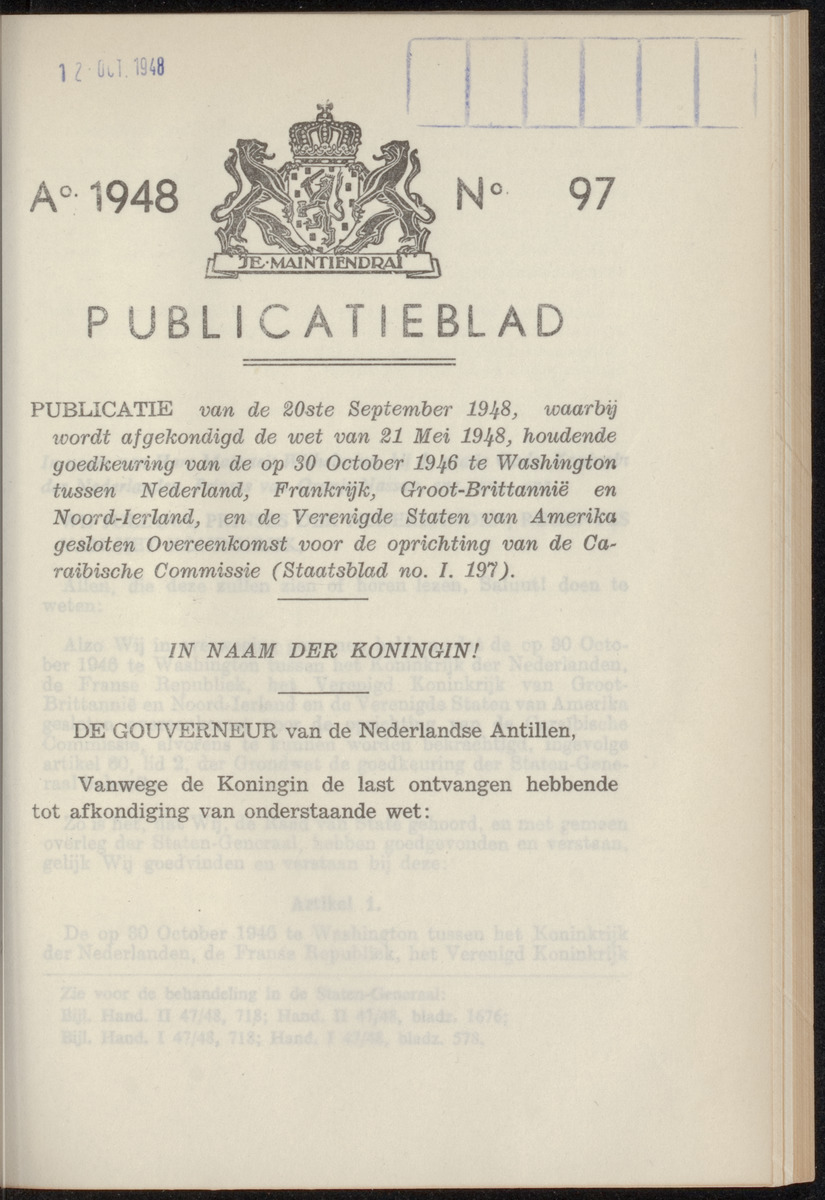 12 OCT. 1948
Ao. 1948
No. 97
JE·MAINTIENDRAI
PUBLICATIEBLAD
PUBLICATIE van de 20ste September 1948, waarbij
wordt afgekondigd de wet van 21 Mei 1948, houdende
goedkeuring van de op 30 October 1946 te Washington
tussen Nederland, Frankrijk, Groot-Brittannië en
Noord-Ierland, en de Verenigde Staten van Amerika
gesloten Overeenkomst voor de oprichting van de Ca-
raibische Commissie (Staatsblad no. I. 197).
IN NAAM DER KONINGIN!
DE GOUVERNEUR van de Nederlandse Antillen,
Vanwege de Koningin de last ontvangen hebbende
tot afkondiging van onderstaande wet: